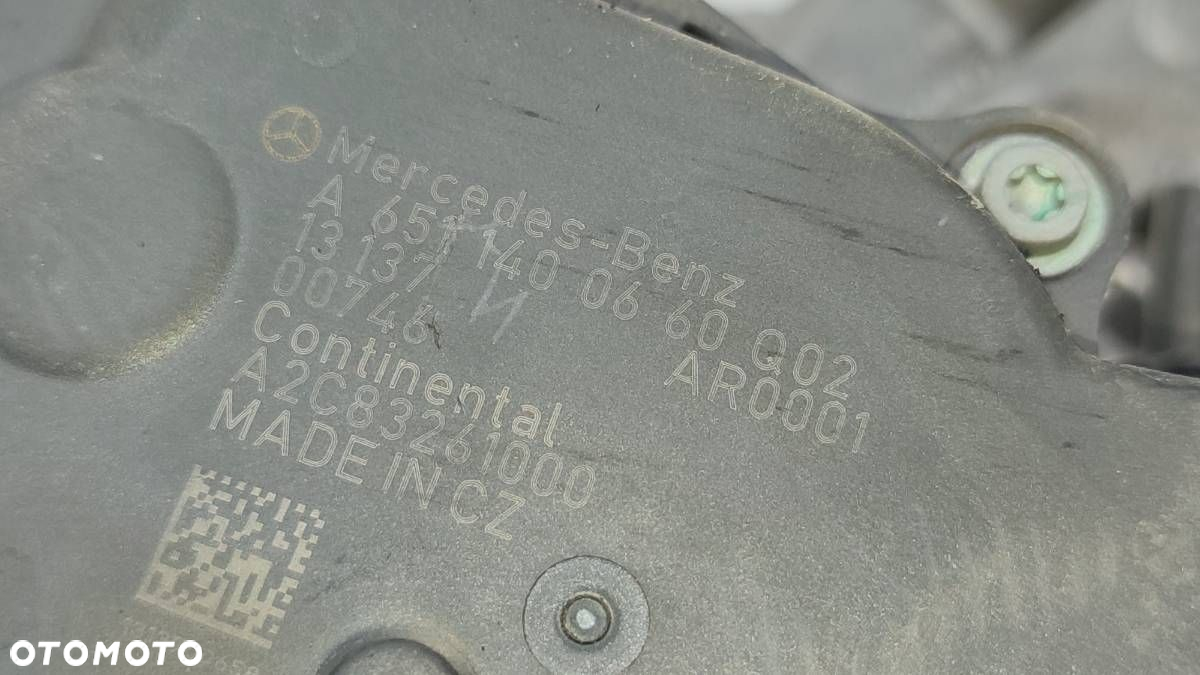 Mercedes-Benz
A 651 140 06 60 Q02
13 137 AR0001
00746
Continental
A2C83261000
MADE IN CZ
OTOMOTO